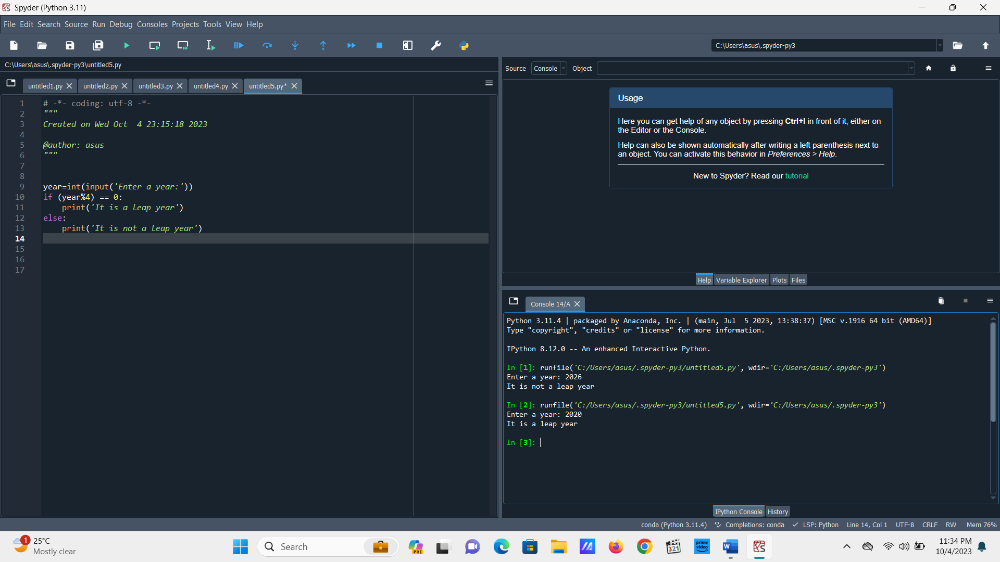 Spyder (Python 3.11)
File Edit Search Source Run Debug Consoles Projects Tools View Help
C:\Users\asus\.spyder-py3
C:\Users\asus\.spyder-py3\untitled5.py
untitled1.py untitled2.py untitled3.py untitled4.py untitled5.py*
1 # -*- coding: utf-8 -*-
2 """
3 Created on Wed Oct  4 23:15:18 2023
4
5 @author: asus
6 """
7
8
9 year=int(input('Enter a year:'))
10 if (year%4) == 0:
11     print('It is a leap year')
12 else:
13     print('It is not a leap year')
14
15
16
17
Source Console Object
Usage
Here you can get help of any object by pressing Ctrl+I in front of it, either on
the Editor or the Console.
Help can also be shown automatically after writing a left parenthesis next to
an object. You can activate this behavior in Preferences > Help.
New to Spyder? Read our tutorial
Help Variable Explorer Plots Files
Console 14/A
Python 3.11.4 | packaged by Anaconda, Inc. | (main, Jul  5 2023, 13:38:37) [MSC v.1916 64 bit (AMD64)]
Type "copyright", "credits" or "license" for more information.
IPython 8.12.0 -- An enhanced Interactive Python.
In [1]: runfile('C:/Users/asus/.spyder-py3/untitled5.py', wdir='C:/Users/asus/.spyder-py3')
Enter a year: 2026
It is not a leap year
In [2]: runfile('C:/Users/asus/.spyder-py3/untitled5.py', wdir='C:/Users/asus/.spyder-py3')
Enter a year: 2020
It is a leap year
In [3]:
IPython Console History
conda (Python 3.11.4) Completions: conda LSP: Python Line 14, Col 1 UTF-8 CRLF RW Mem 76%
1 25°C
Mostly clear
Search
PRE
321
prime video
W
11:34 PM
10/4/2023